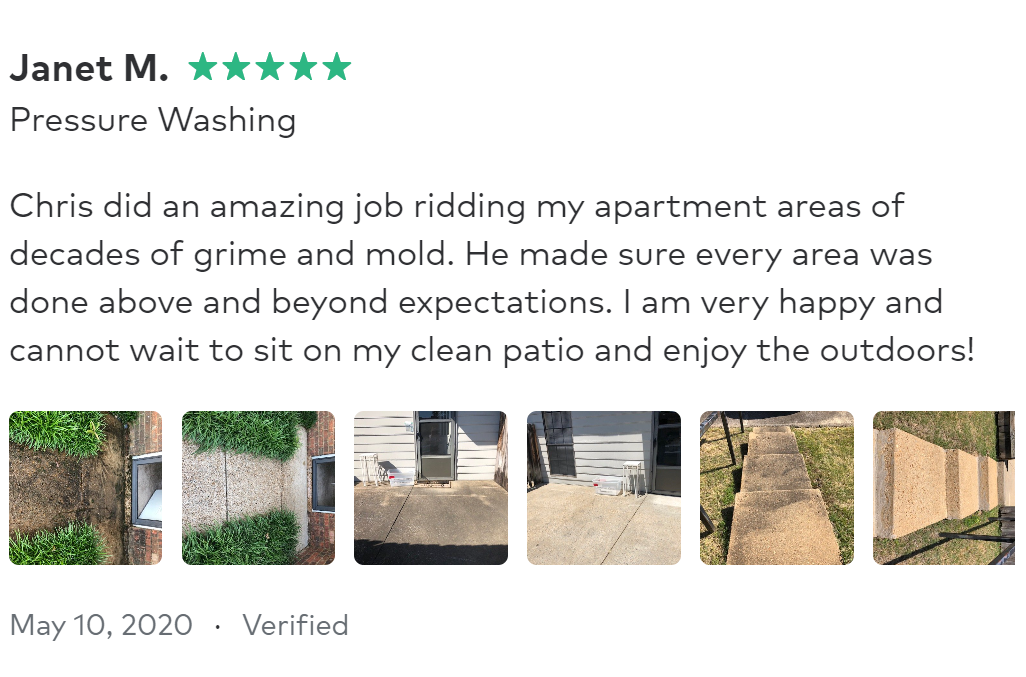 Janet M.
Pressure Washing
Chris did an amazing job ridding my apartment areas of
decades of grime and mold. He made sure every area was
done above and beyond expectations. I am very happy and
cannot wait to sit on my clean patio and enjoy the outdoors!
May 10, 2020 · Verified